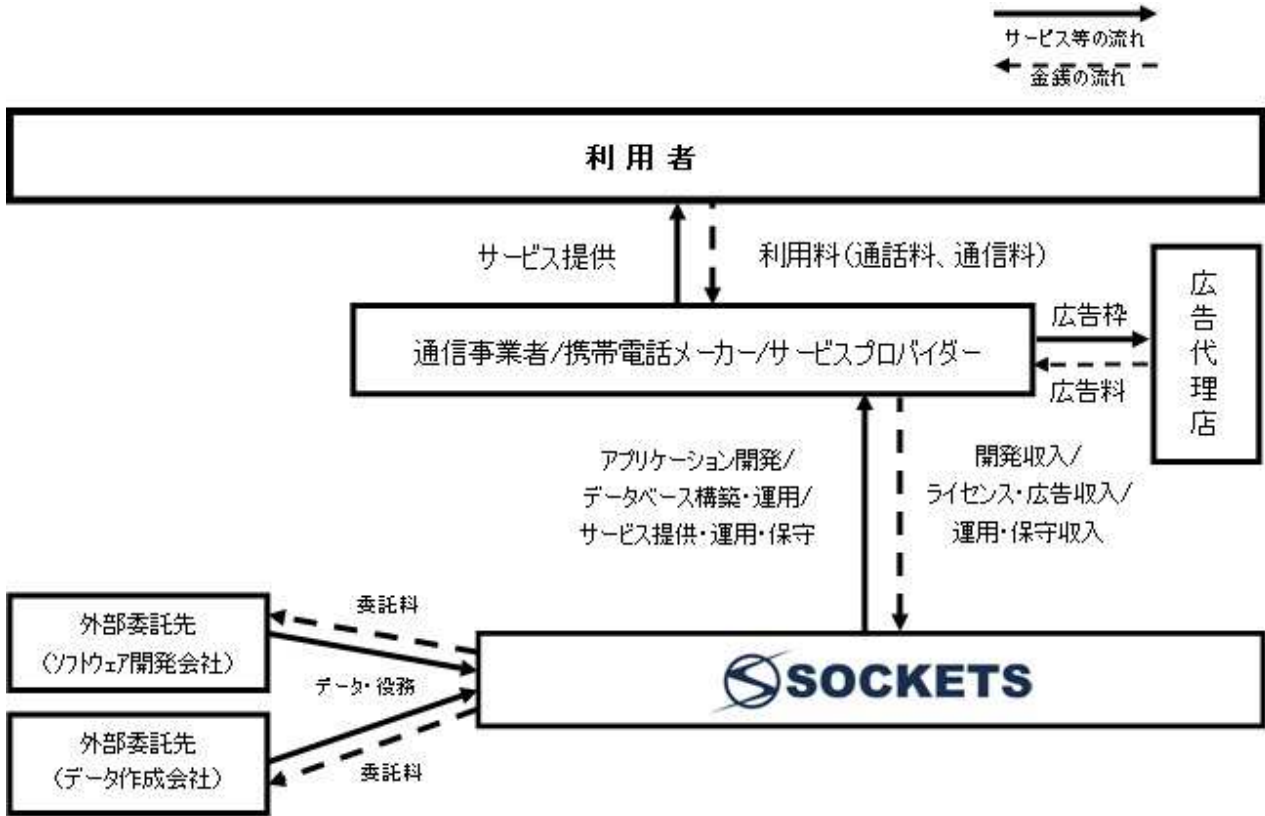 サービス等の流れ
金銭の流れ
利用者
サービス提供
利用料(通話料、通信料)
広告代理店
通信事業者/携帯電話メーカー/サービスプロバイダー
広告枠
広告料
アプリケーション開発/
データベース構築・運用/
サービス提供・運用・保守
開発収入/
ライセンス・広告収入/
運用・保守収入
外部委託先
(ソフトウェア開発会社)
委託料
データ・役務
SOCKETS
外部委託先
(データ作成会社)
委託料